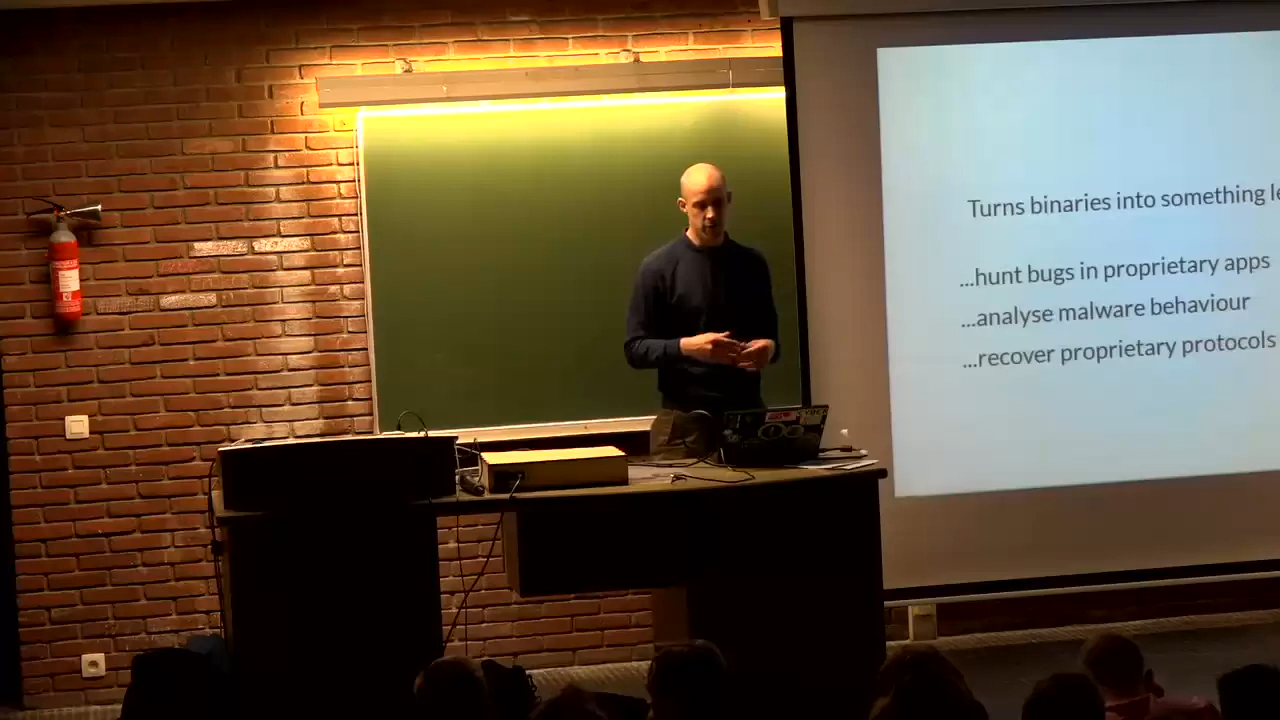 Turns binaries into something
...hunt bugs in proprietary apps
...analyse malware behaviour
...recover proprietary protocols